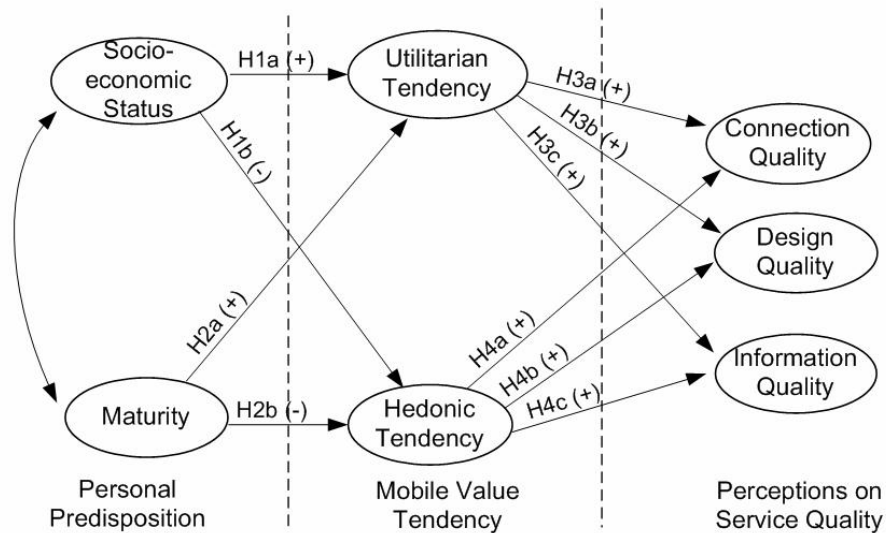 Socio-
economic
Status
H1a (+)
Utilitarian
Tendency
H3a (+)
H3b (+)
H3c (+)
Connection
Quality
H1b (-)
Design
Quality
H2a (+)
H4a (+)
H4b (+)
H4c (+)
Information
Quality
Maturity
H2b (-)
Hedonic
Tendency
Personal
Predisposition
Mobile Value
Tendency
Perceptions on
Service Quality